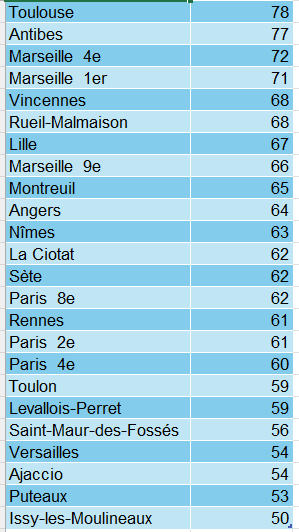 Toulouse 78
Antibes 77
Marseille 4e 72
Marseille 1er 71
Vincennes 68
Rueil-Malmaison 68
Lille 67
Marseille 9e 66
Montreuil 65
Angers 64
Nîmes 63
La Ciotat 62
Sète 62
Paris 8e 62
Rennes 61
Paris 2e 61
Paris 4e 60
Toulon 59
Levallois-Perret 59
Saint-Maur-des-Fossés 56
Versailles 54
Ajaccio 54
Puteaux 53
Issy-les-Moulineaux 50